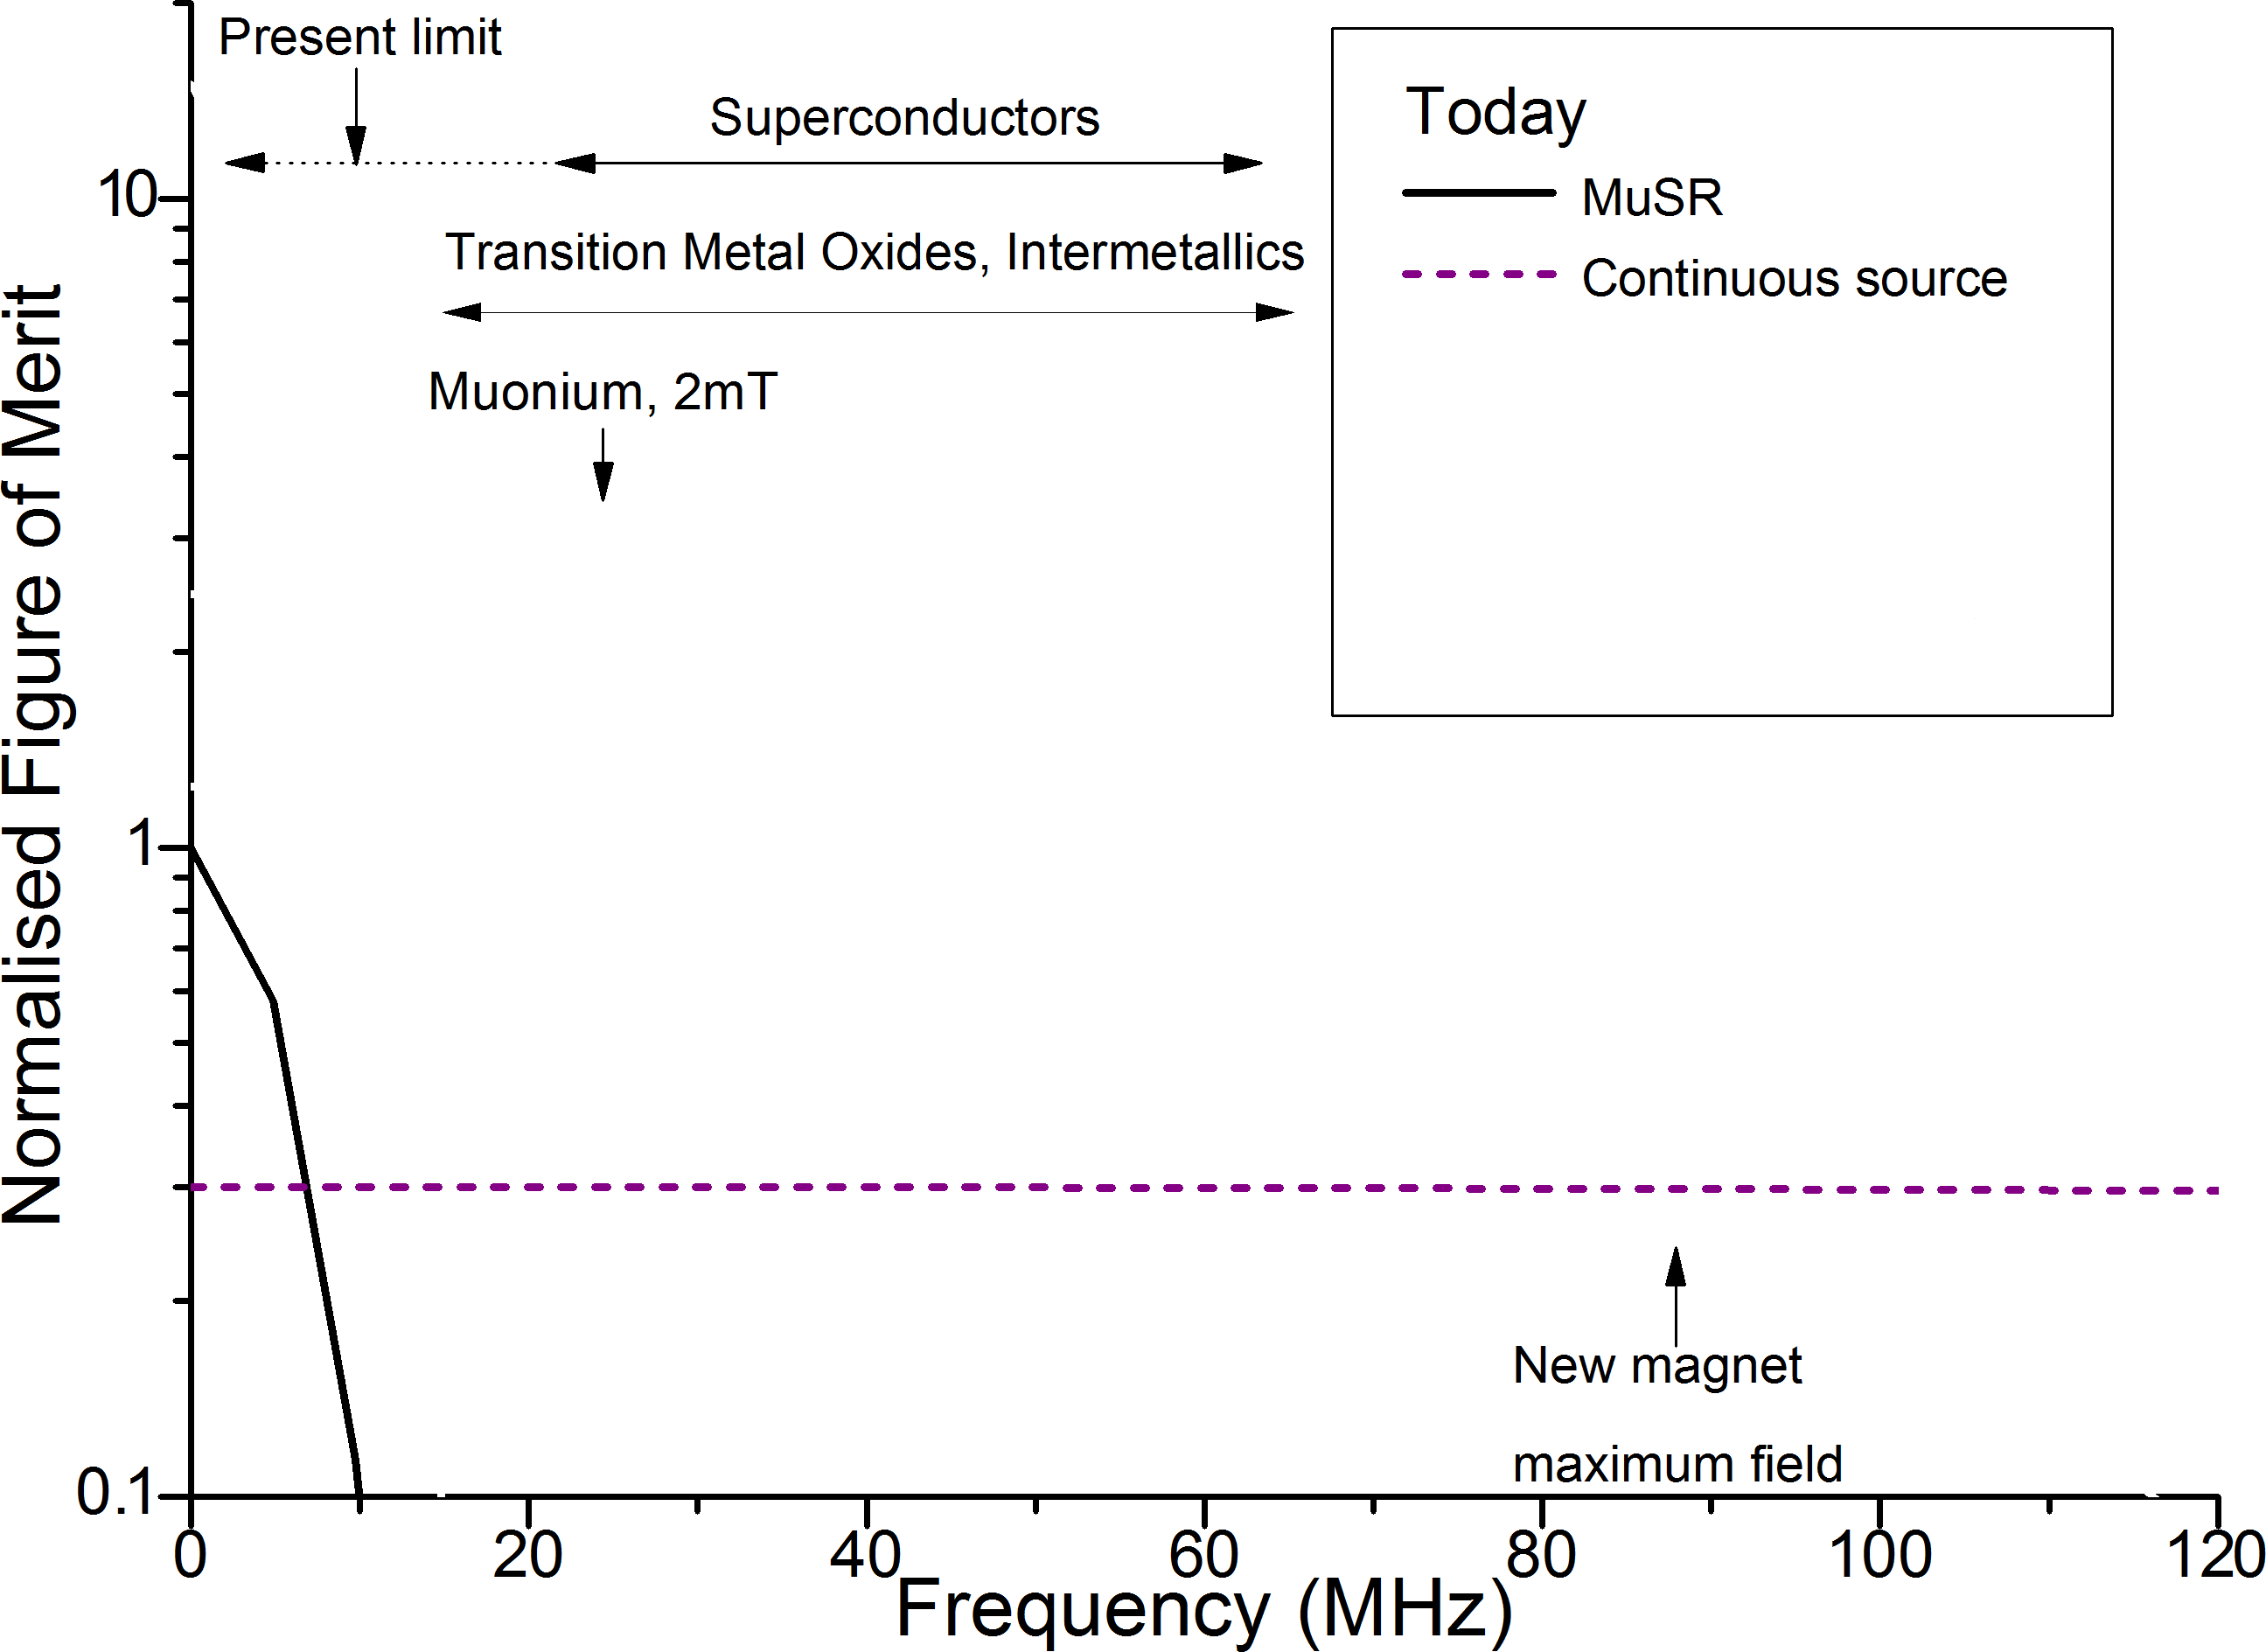 Present limit
Superconductors
Transition Metal Oxides, Intermetallics
Muonium, 2mT
Today
MuSR
Continuous source
Normalised Figure of Merit
10
1
0.1
New magnet
maximum field
0 20 40 60 80 100 120
Frequency (MHz)